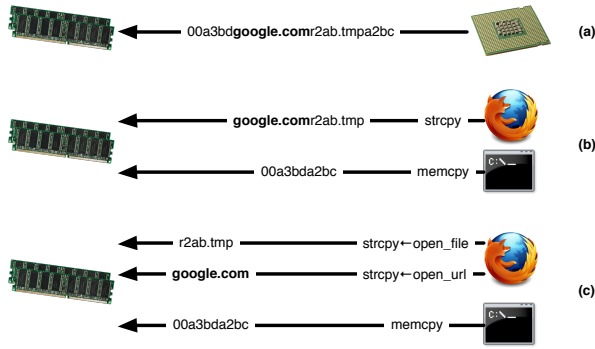 00a3bdgoogle.comr2ab.tmpa2bc (a)
google.comr2ab.tmp strcpy
(b)
C:\_
00a3bda2bc memcpy
r2ab.tmp strcpy←open_file
google.com strcpy←open_url
(c)
C:\_
00a3bda2bc memcpy